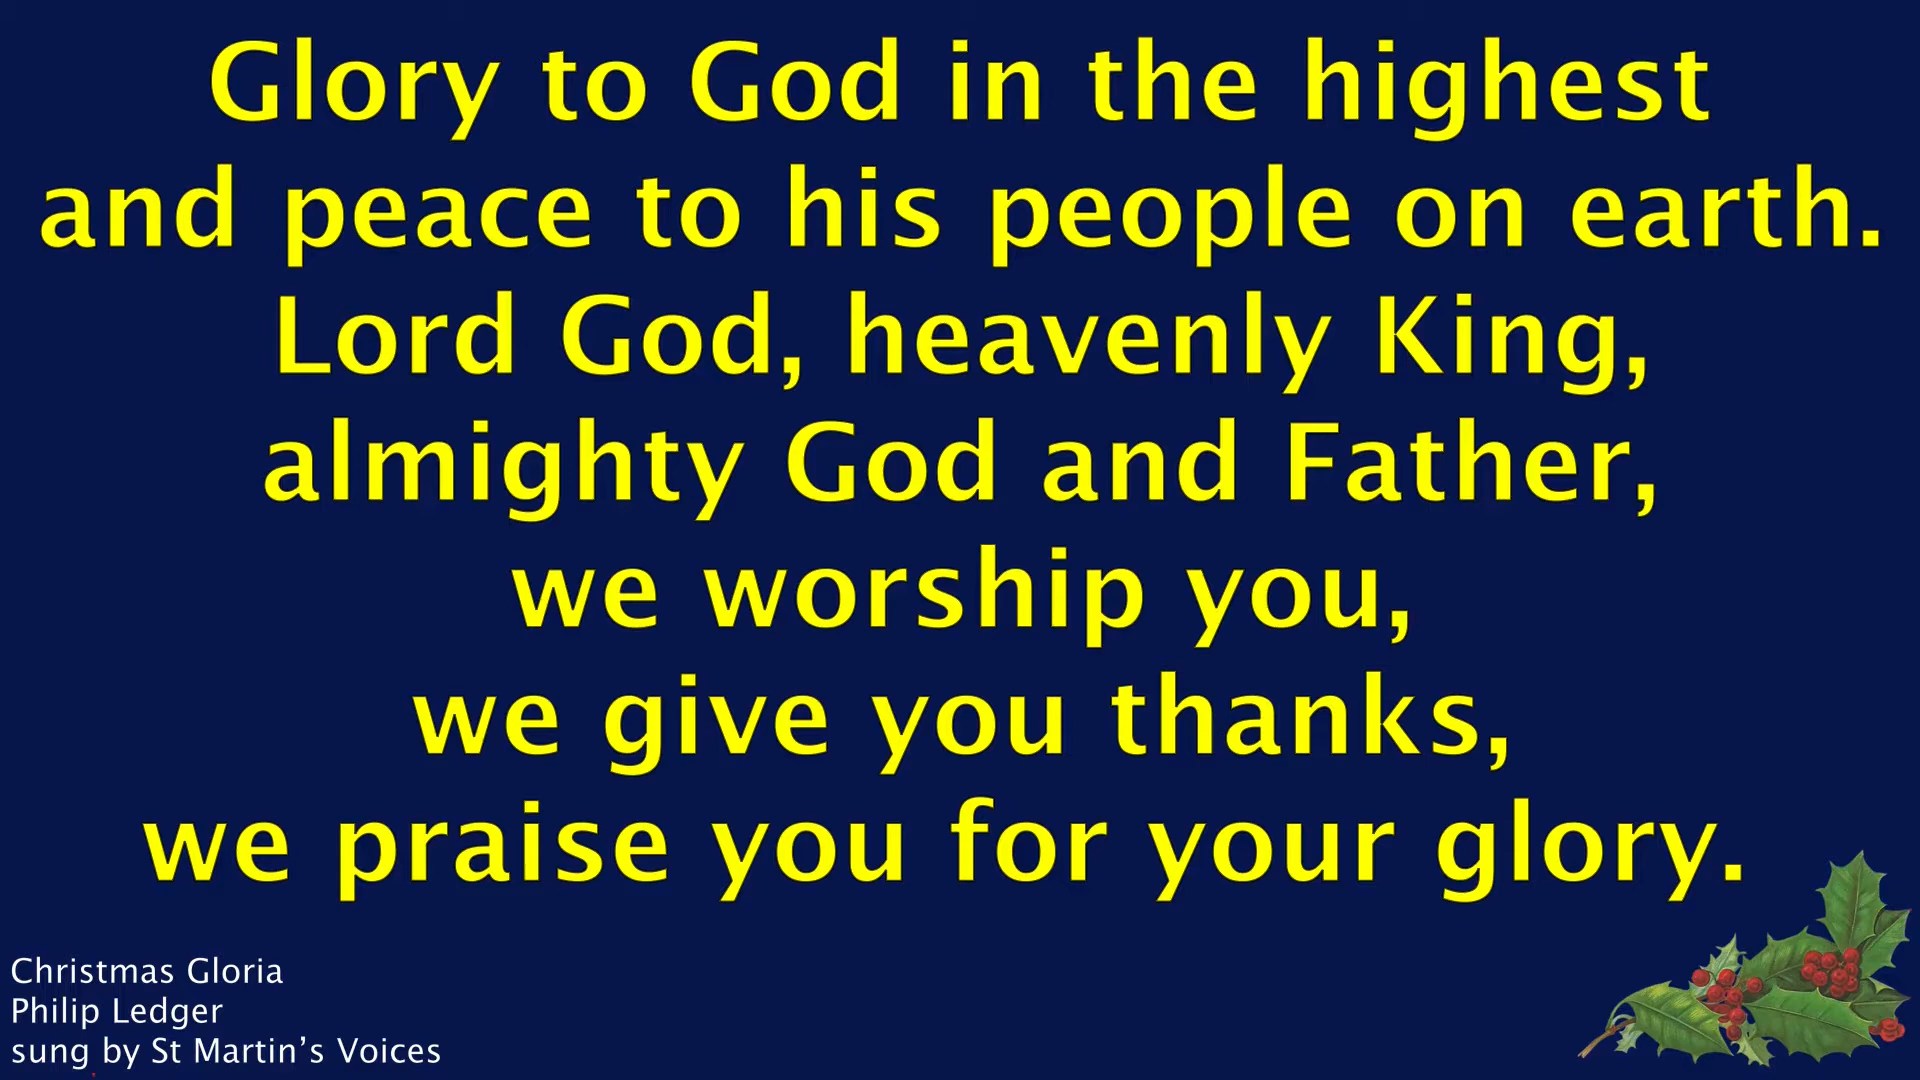 Glory to God in the highest
and peace to his people on earth.
Lord God, heavenly King,
almighty God and Father,
we worship you,
we give you thanks,
we praise you for your glory.
Christmas Gloria
Philip Ledger
sung by St Martin’s Voices